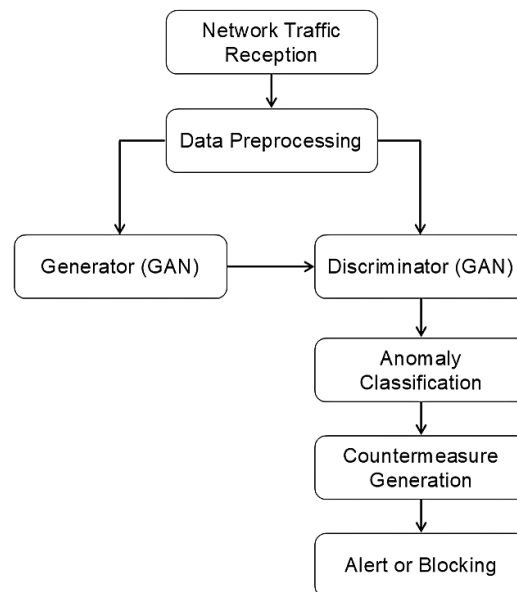 Network Traffic
Reception
Data Preprocessing
Generator (GAN)
Discriminator (GAN)
Anomaly
Classification
Countermeasure
Generation
Alert or Blocking